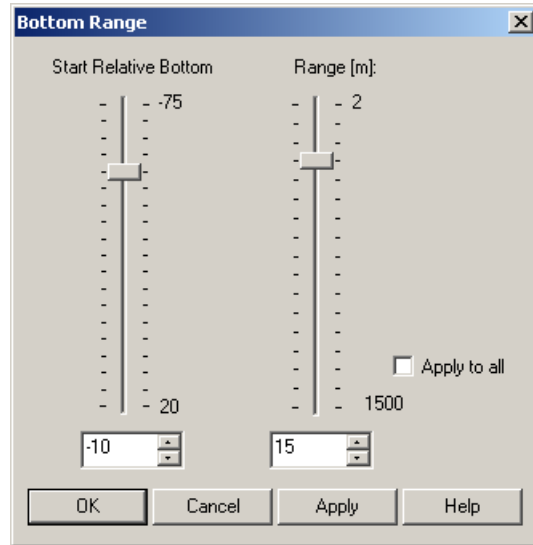 Bottom Range
Start Relative Bottom
Range [m]:
-75
2
20
1500
Apply to all
-10
15
OK
Cancel
Apply
Help